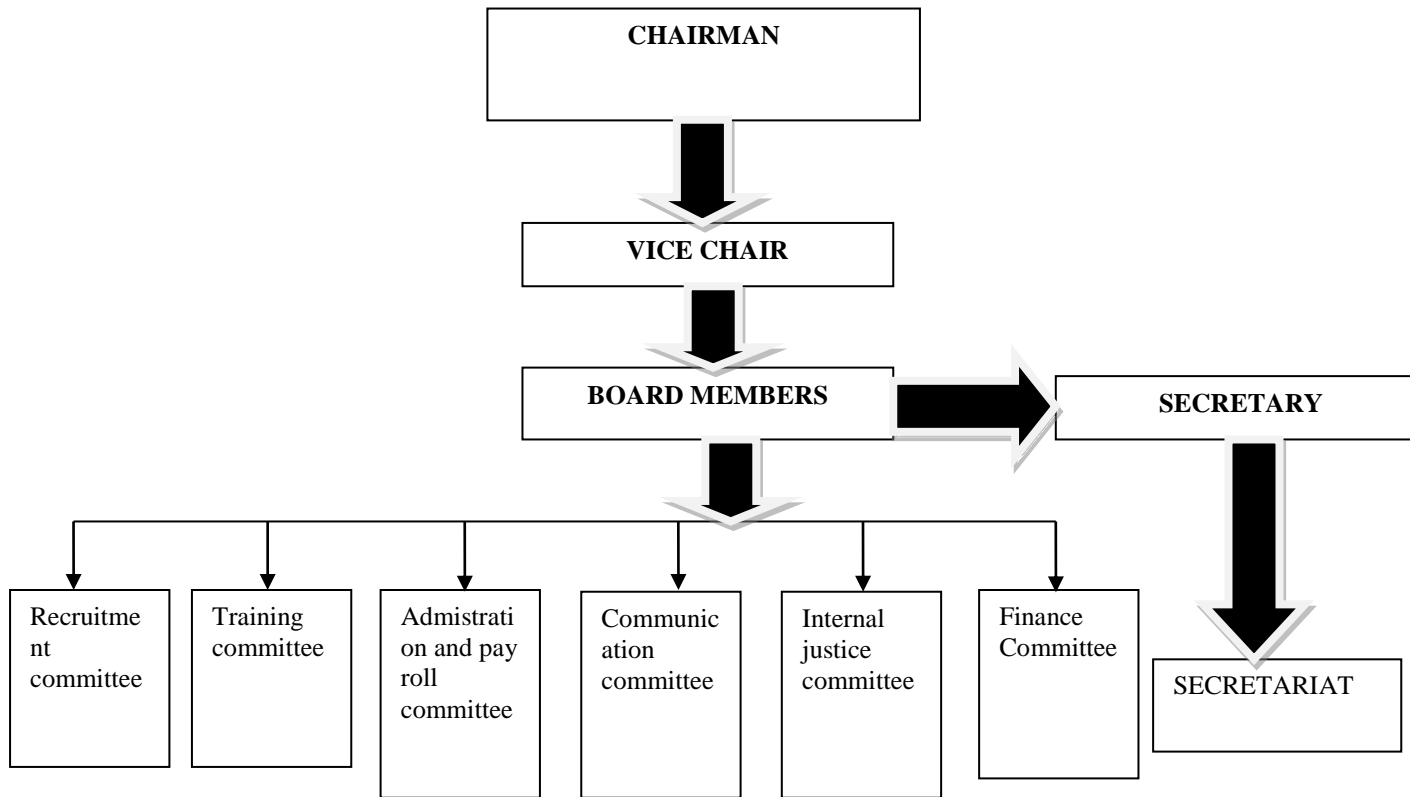 CHAIRMAN
VICE CHAIR
BOARD MEMBERS
SECRETARY
Recruitme
nt
committee
Training
committee
Admistrati
on and pay
roll
committee
Communic
ation
committee
Internal
justice
committee
Finance
Committee
SECRETARIAT